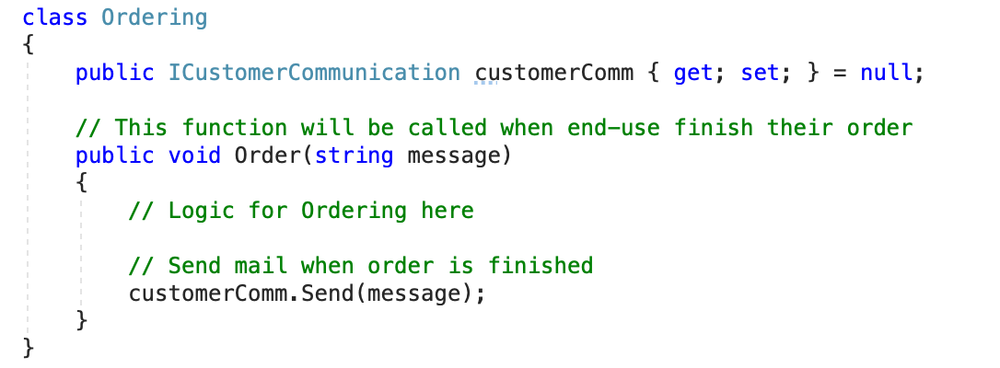 class Ordering
{
    public ICustomerCommunication customerComm { get; set; } = null;
    // This function will be called when end-use finish their order
    public void Order(string message)
    {
        // Logic for Ordering here
        // Send mail when order is finished
        customerComm.Send(message);
    }
}